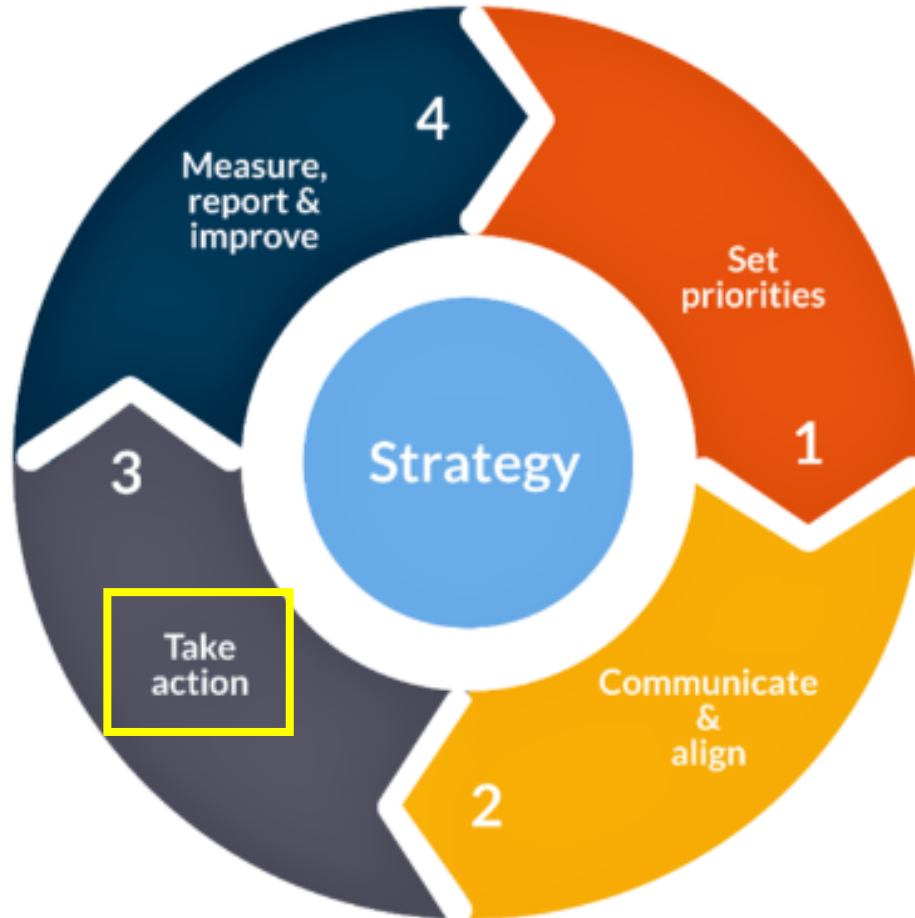 Strategy
Set
priorities
1
Communicate
&
align
2
3
Take
action
4
Measure,
report &
improve